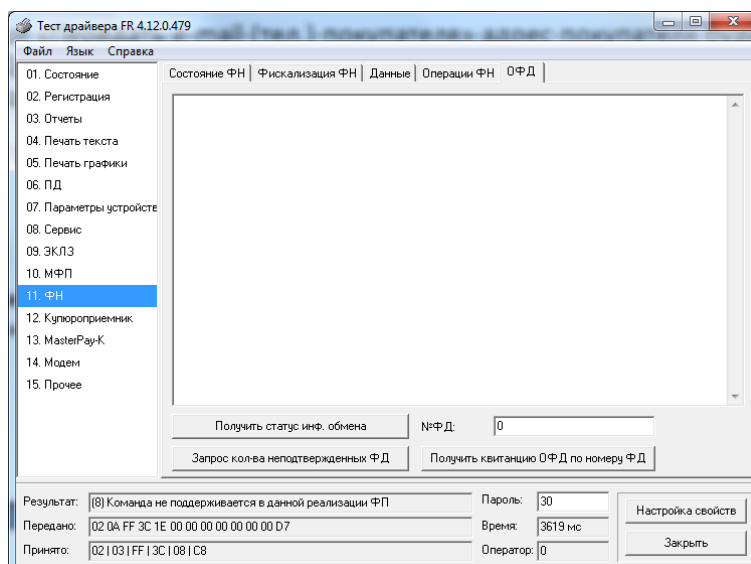 Тест драйвера FR 4.12.0.479
Файл Язык Справка
01. Состояние
02. Регистрация
03. Отчеты
04. Печать текста
05. Печать графики
06. ПД
07. Параметры устройств
08. Сервис
09. ЭКЛЗ
10. МФП
11. ФН
12. Купюроприемник
13. MasterPay-K
14. Модем
15. Прочее
Состояние ФН Фискализация ФН Данные Операции ФН ОФД
Получить статус инф. обмена №ФД: 0
Запрос кол-ва неподтвержденных ФД Получить квитанцию ОФД по номеру ФД
Результат: (8) Команда не поддерживается в данной реализации ФП Пароль: 30 Настройка свойств
Передано: 02 0A FF 3C 1E 00 00 00 00 00 00 00 D7 Время: 3619 мс
Принято: 02 | 03 | FF | 3C | 08 | C8 Оператор: 0 Закрыть